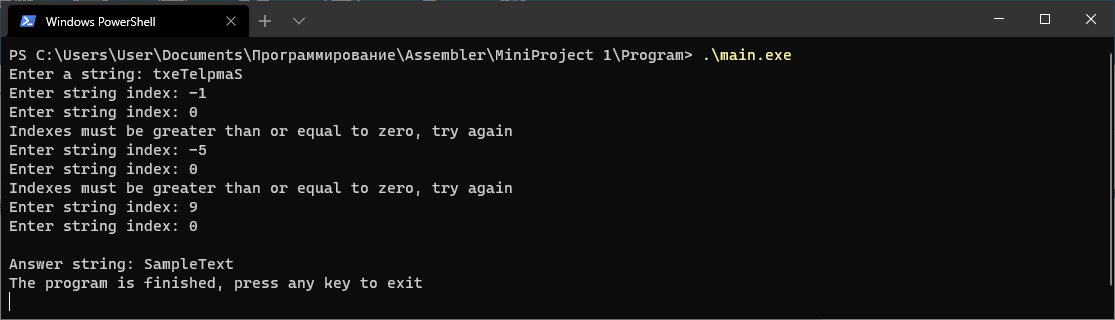 Windows PowerShell
PS C:\Users\User\Documents\Программирование\Assembler\MiniProject 1\Program> .\main.exe
Enter a string: txeTelpmaS
Enter string index: -1
Enter string index: 0
Indexes must be greater than or equal to zero, try again
Enter string index: -5
Enter string index: 0
Indexes must be greater than or equal to zero, try again
Enter string index: 9
Enter string index: 0
Answer string: SampleText
The program is finished, press any key to exit